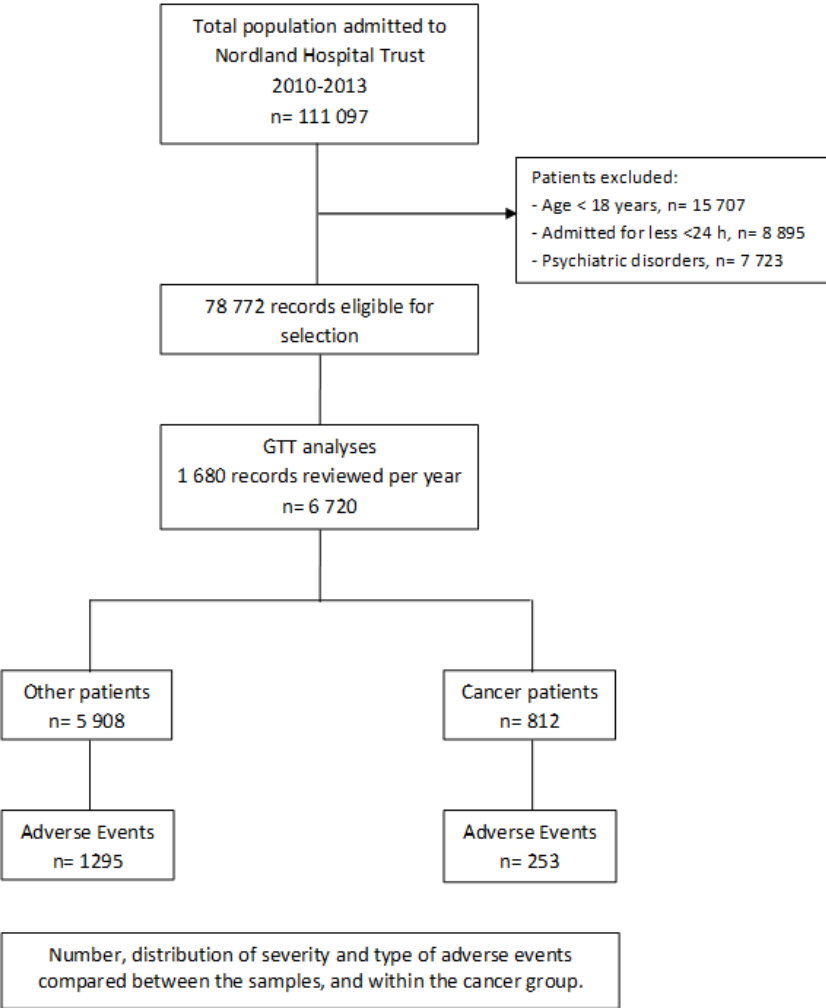 Total population admitted to
Nordland Hospital Trust
2010-2013
n= 111 097
Patients excluded:
- Age < 18 years, n= 15 707
- Admitted for less <24 h, n= 8 895
- Psychiatric disorders, n= 7 723
78 772 records eligible for
selection
GTT analyses
1 680 records reviewed per year
n= 6 720
Other patients
n= 5 908
Cancer patients
n= 812
Adverse Events
n= 1295
Adverse Events
n= 253
Number, distribution of severity and type of adverse events
compared between the samples, and within the cancer group.